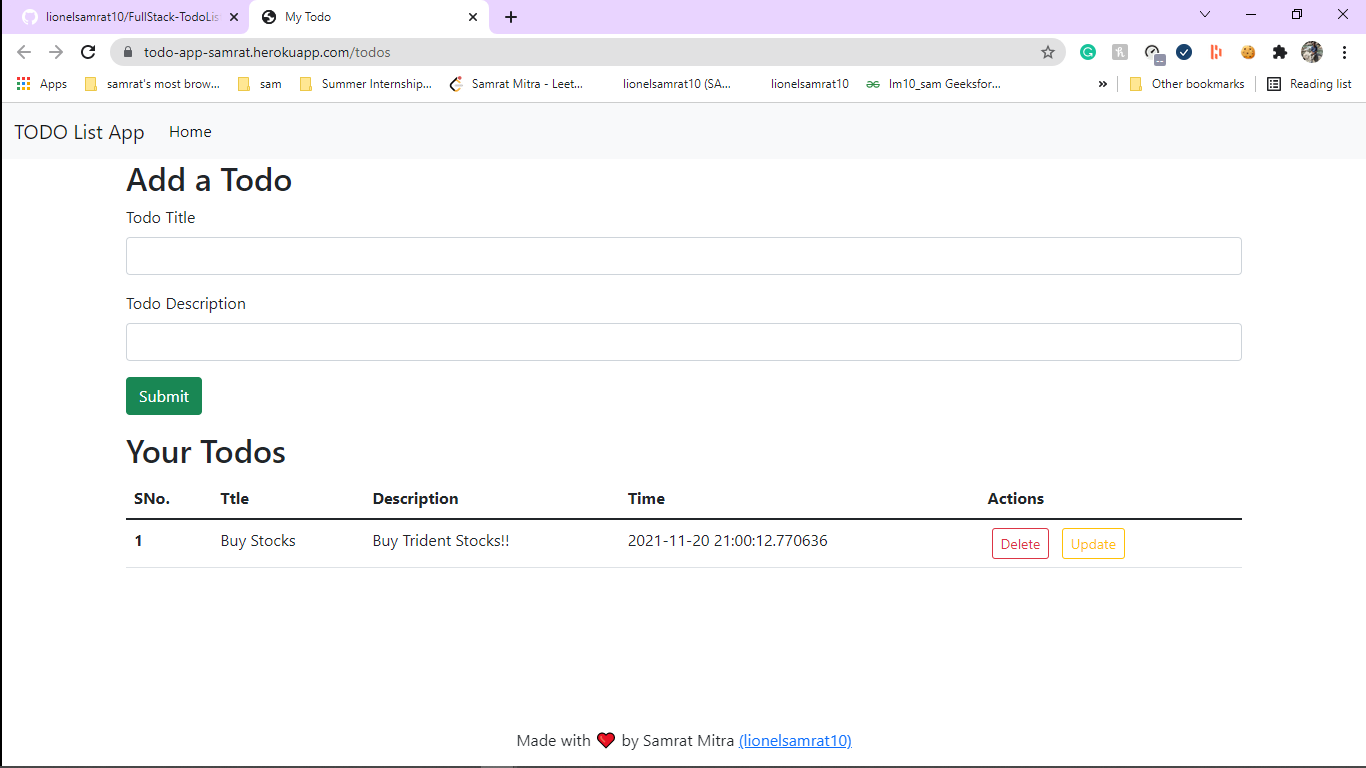 lionelsamrat10/FullStack-TodoLis
My Todo
todo-app-samrat.herokuapp.com/todos
Apps samrat's most brow... sam Summer Internship... Samrat Mitra - Leet... lionelsamrat10 (SA... lionelsamrat10 Im10_sam Geeksfor... » Other bookmarks Reading list
TODO List App Home
Add a Todo
Todo Title
Todo Description
Submit
Your Todos
SNo. Ttle Description Time Actions
1 Buy Stocks Buy Trident Stocks!! 2021-11-20 21:00:12.770636 Delete Update
Made with ❤ by Samrat Mitra (lionelsamrat10)